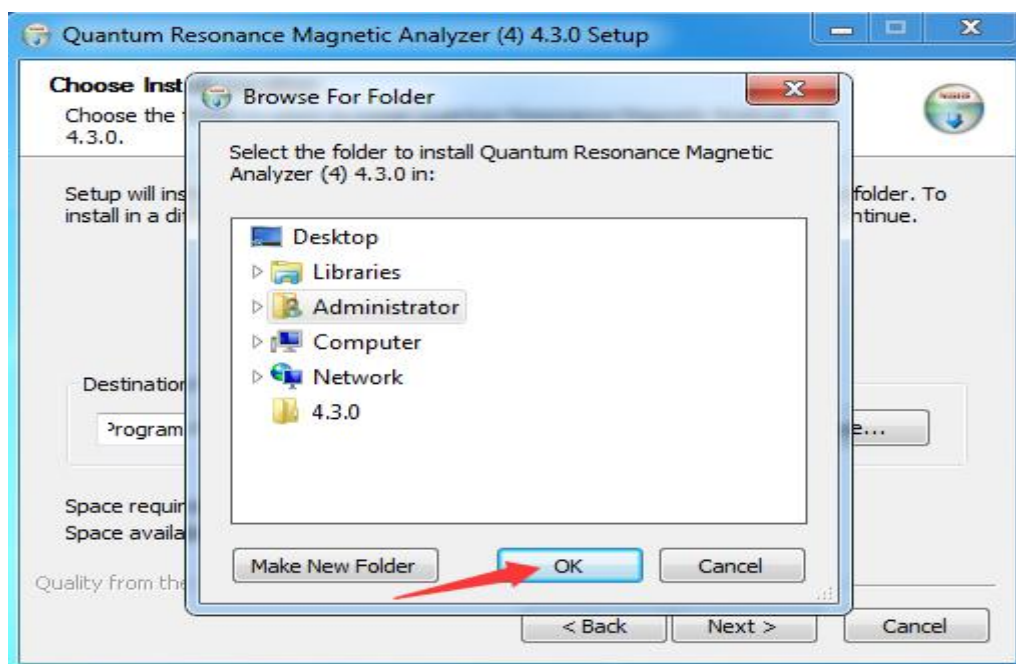 Quantum Resonance Magnetic Analyzer (4) 4.3.0 Setup
Choose Inst
Choose the
4.3.0.
Browse For Folder
Select the folder to install Quantum Resonance Magnetic
Analyzer (4) 4.3.0 in:
Setup will ins folder. To
install in a di ntinue.
Desktop
Libraries
Administrator
Computer
Network
4.3.0
Destination
Program e...
Space requir
Space availa
Make New Folder OK Cancel
Quality from the
< Back Next > Cancel